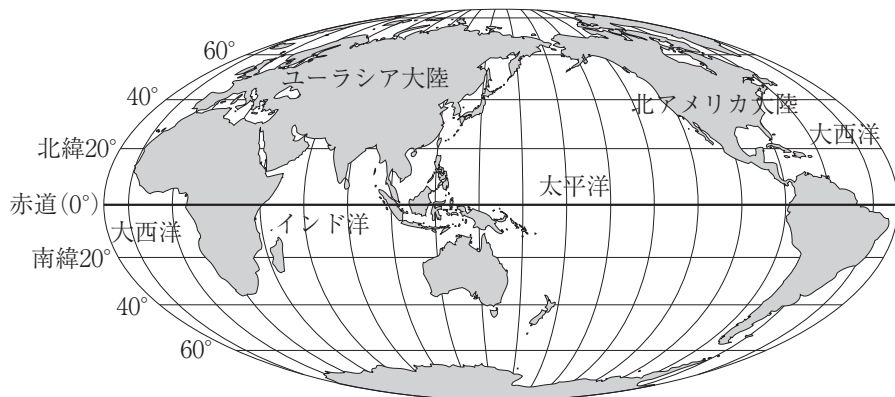 60°
ユーラシア大陸
40°
北アメリカ大陸
北緯20°
大西洋
太平洋
赤道(0°)
大西洋
インド洋
南緯20°
40°
60°